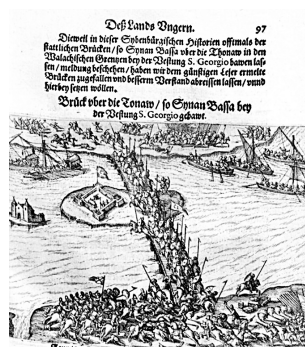 Deß Lands Vngern. 97
Dieweil in dieser Sybenbürgischen Historien offtmals der
stattlichen Brücken / so Synan Bassa vber die Thonaw in den
Walachischen Grentzen bey der Vestung S. Georgio bawen las-
sen / meldung beschehen / haben wir dem günstigen Leser ermelte
Brücken zugefallen vnd besserm Verstand abreissen lassen / vnnd
hierbey setzen wöllen.
Brück vber die Tonaw / so Synan Bassa bey
der Vestung S. Georgio gebawt.